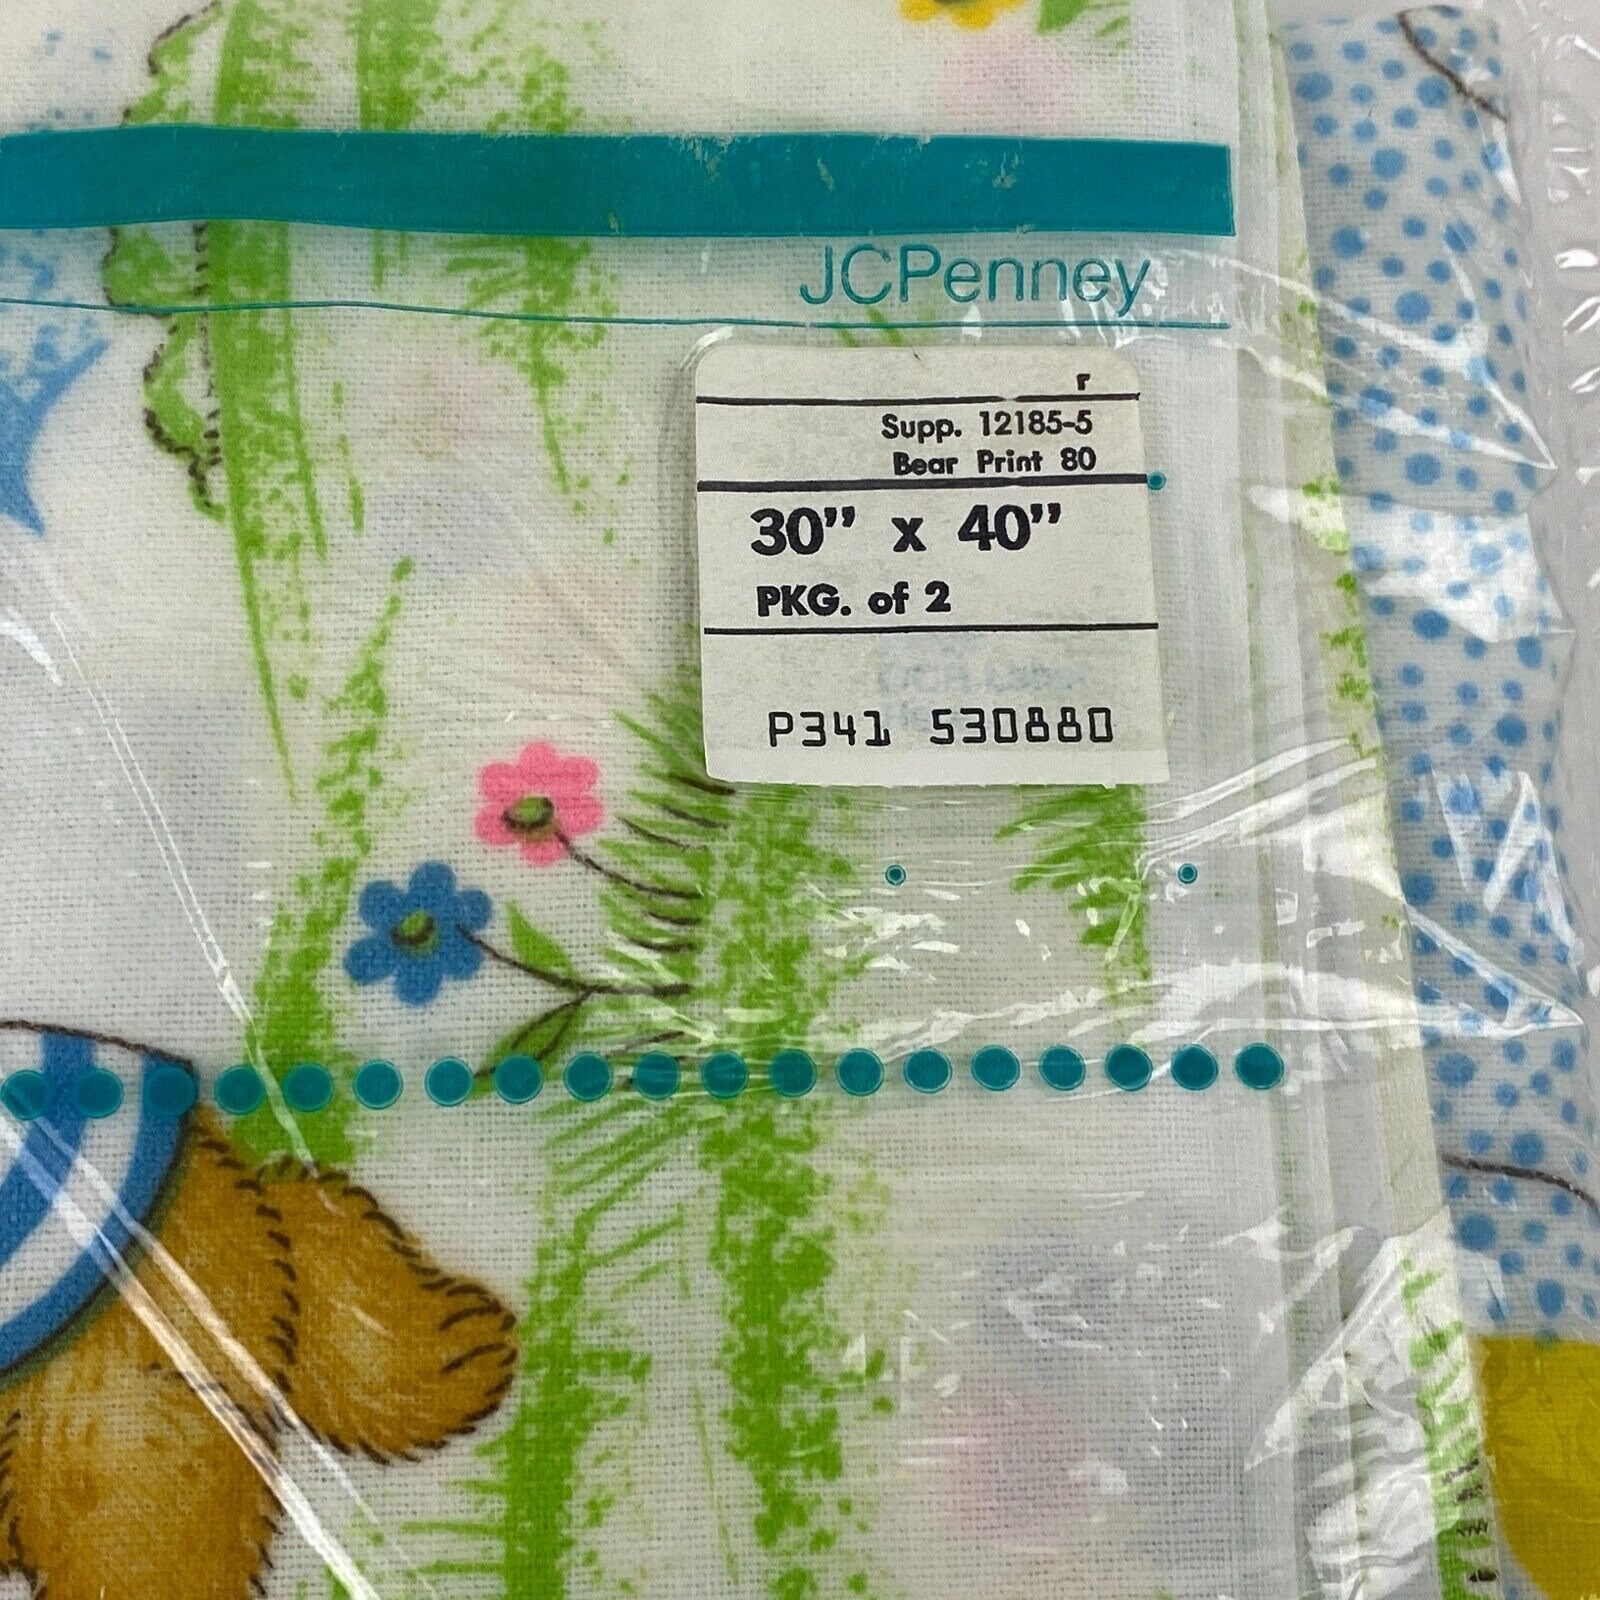 JCPenney
r
Supp. 12185-5
Bear Print 80
30" x 40"
PKG. of 2
P341 530880